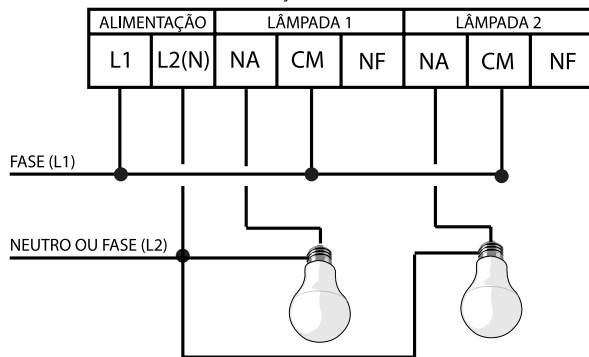 ALIMENTAÇÃO LÂMPADA 1 LÂMPADA 2
L1 L2(N) NA CM NF NA CM NF
FASE (L1)
NEUTRO OU FASE (L2)